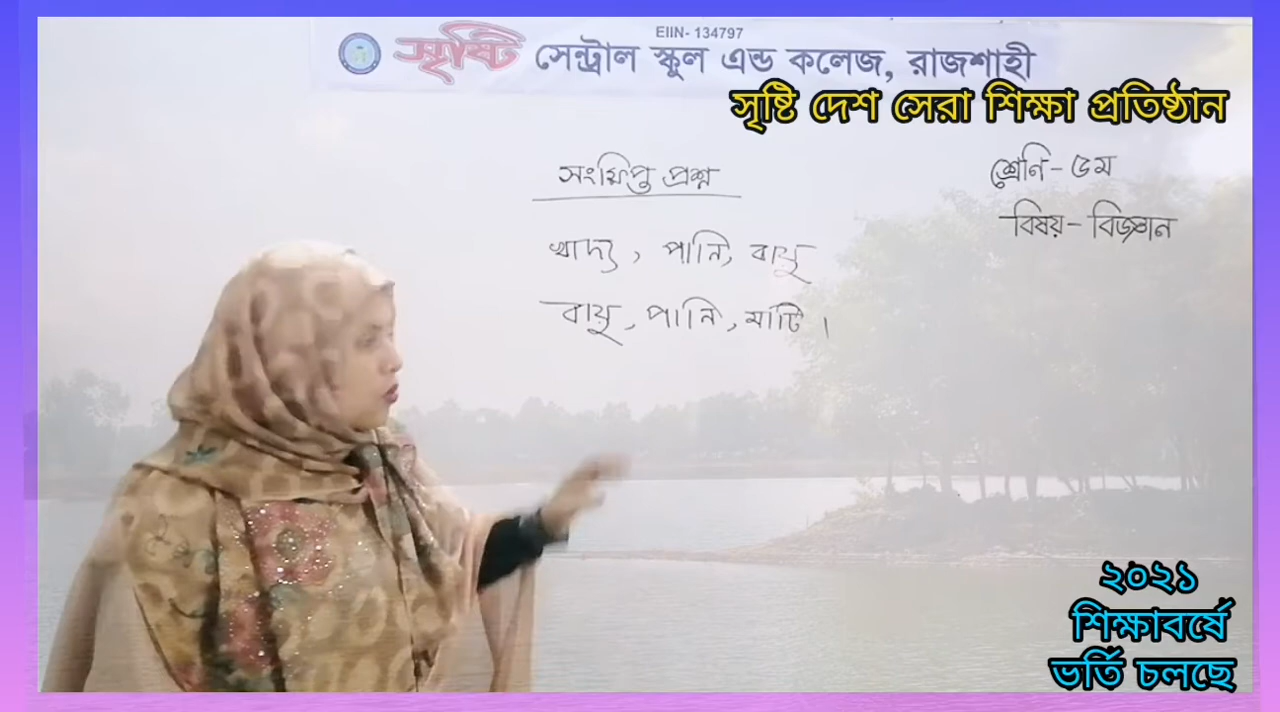 EIIN- 134797
সৃষ্টি সেন্ট্রাল স্কুল এন্ড কলেজ, রাজশাহী
সৃষ্টি দেশ সেরা শিক্ষা প্রতিষ্ঠান
সংক্ষিপ্ত প্রশ্ন
শ্রেণি - ৫ম
বিষয় - বিজ্ঞান
খাদ্য, পানি, বায়ু
বায়ু, পানি, মাটি।
২০২১
শিক্ষাবর্ষে
ভর্তি চলছে